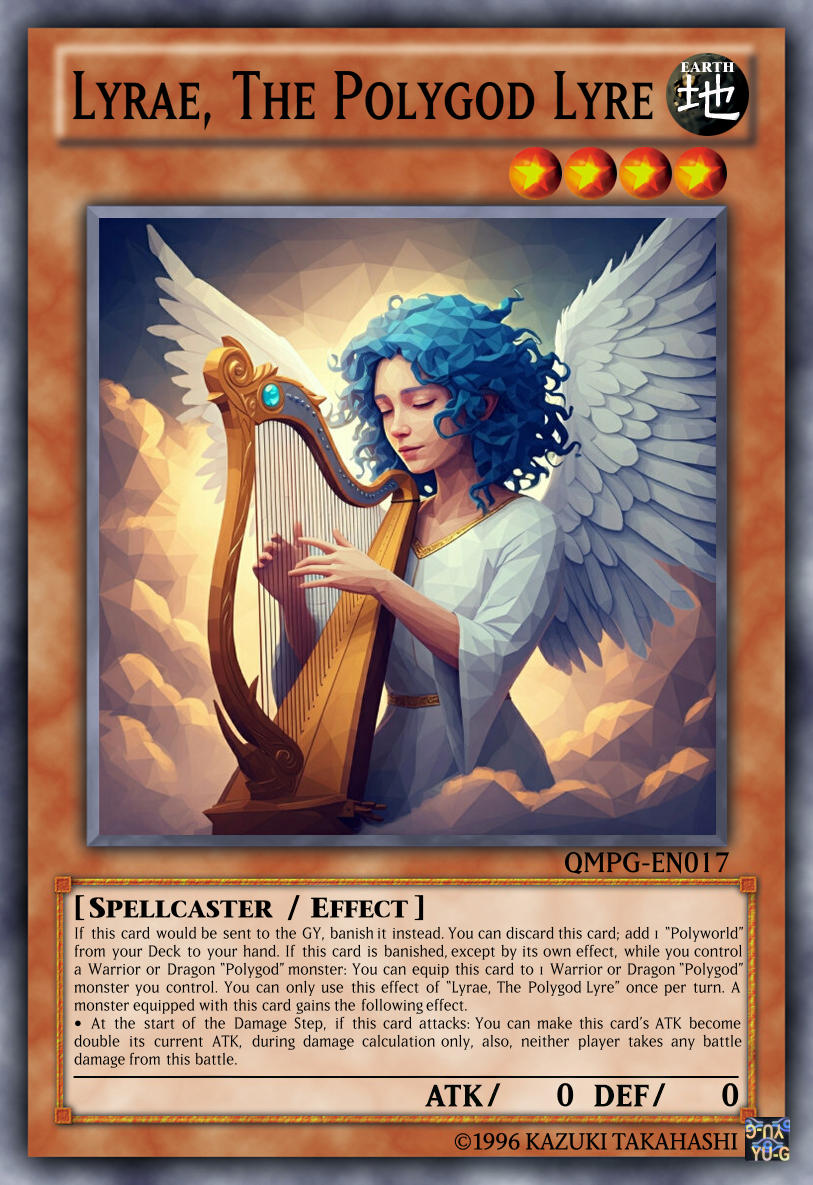 LYRAE, THE POLYGOD LYRE
EARTH
地
QMPG-EN017
[ SPELLCASTER / EFFECT ]
If this card would be sent to the GY, banish it instead. You can discard this card; add 1 "Polyworld"
from your Deck to your hand. If this card is banished, except by its own effect, while you control
a Warrior or Dragon "Polygod" monster: You can equip this card to 1 Warrior or Dragon "Polygod"
monster you control. You can only use this effect of "Lyrae, The Polygod Lyre" once per turn. A
monster equipped with this card gains the following effect.
• At the start of the Damage Step, if this card attacks: You can make this card's ATK become
double its current ATK, during damage calculation only, also, neither player takes any battle
damage from this battle.
ATK/ 0 DEF/ 0
©1996 KAZUKI TAKAHASHI
YU-G
YU-G